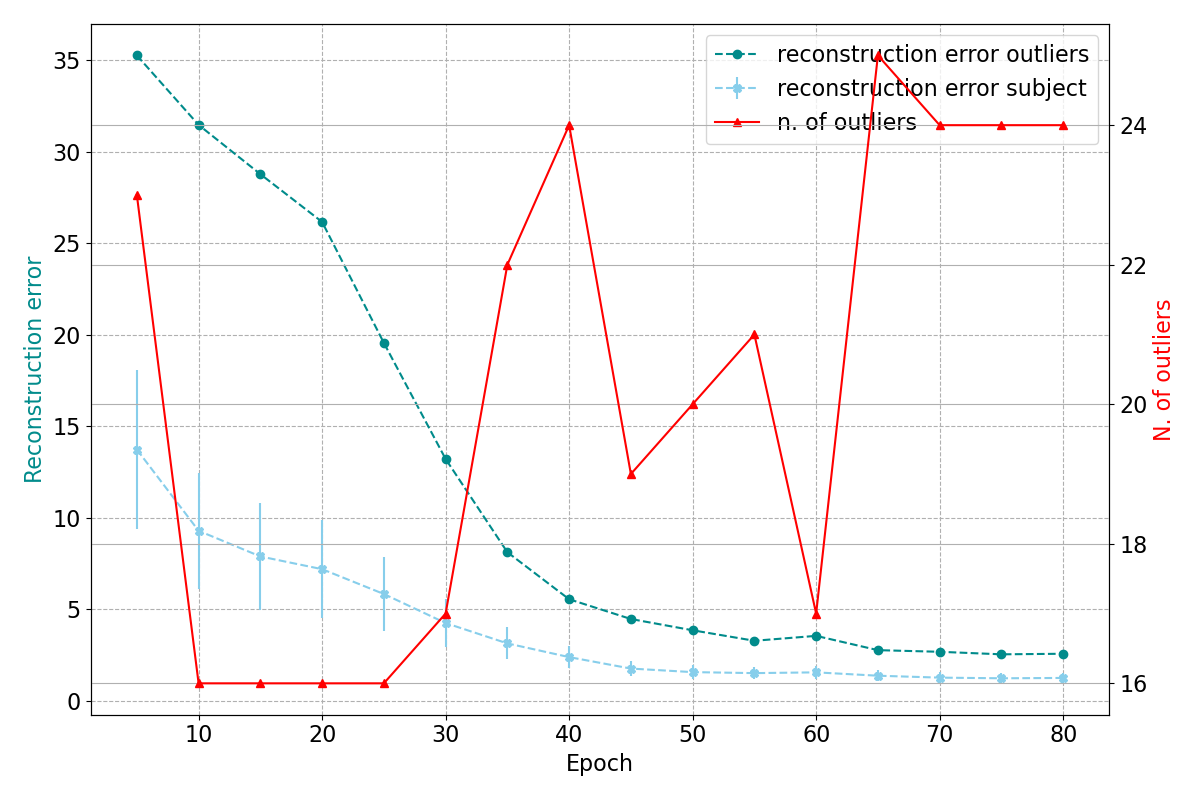 reconstruction error outliers
reconstruction error subject
n. of outliers
Reconstruction error
35
30
25
20
15
10
5
0
24
22
20
18
16
N. of outliers
10 20 30 40 50 60 70 80
Epoch